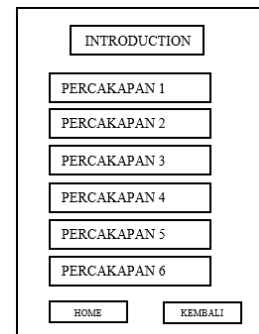 INTRODUCTION
PERCAKAPAN 1
PERCAKAPAN 2
PERCAKAPAN 3
PERCAKAPAN 4
PERCAKAPAN 5
PERCAKAPAN 6
HOME KEMBALI